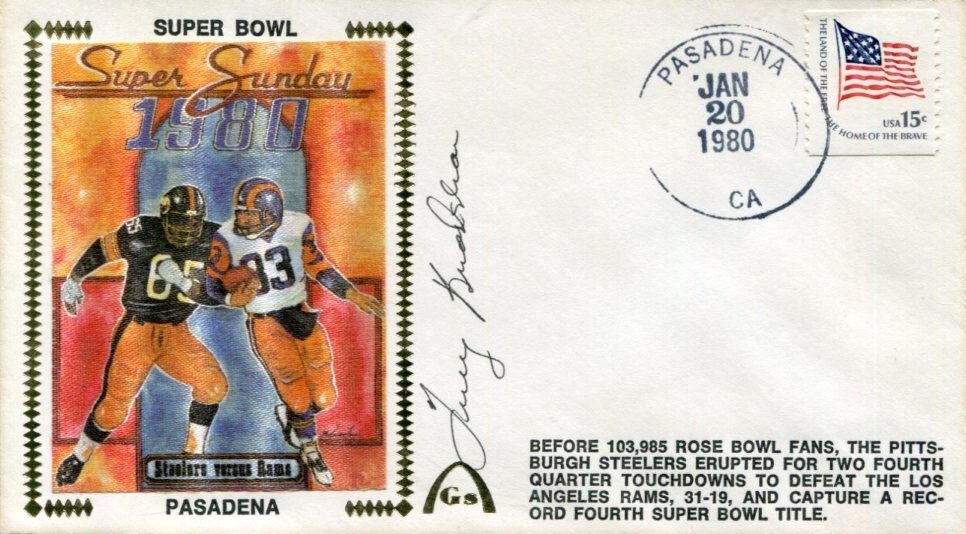 SUPER BOWL
Super Sunday
1980
65
33
Steelers versus Rams
PASADENA
Gs
PASADENA
JAN
20
1980
CA
THE LAND OF THE FREE THE HOME OF THE BRAVE
USA 15c
BEFORE 103,985 ROSE BOWL FANS, THE PITTS-
BURGH STEELERS ERUPTED FOR TWO FOURTH
QUARTER TOUCHDOWNS TO DEFEAT THE LOS
ANGELES RAMS, 31-19, AND CAPTURE A REC-
ORD FOURTH SUPER BOWL TITLE.